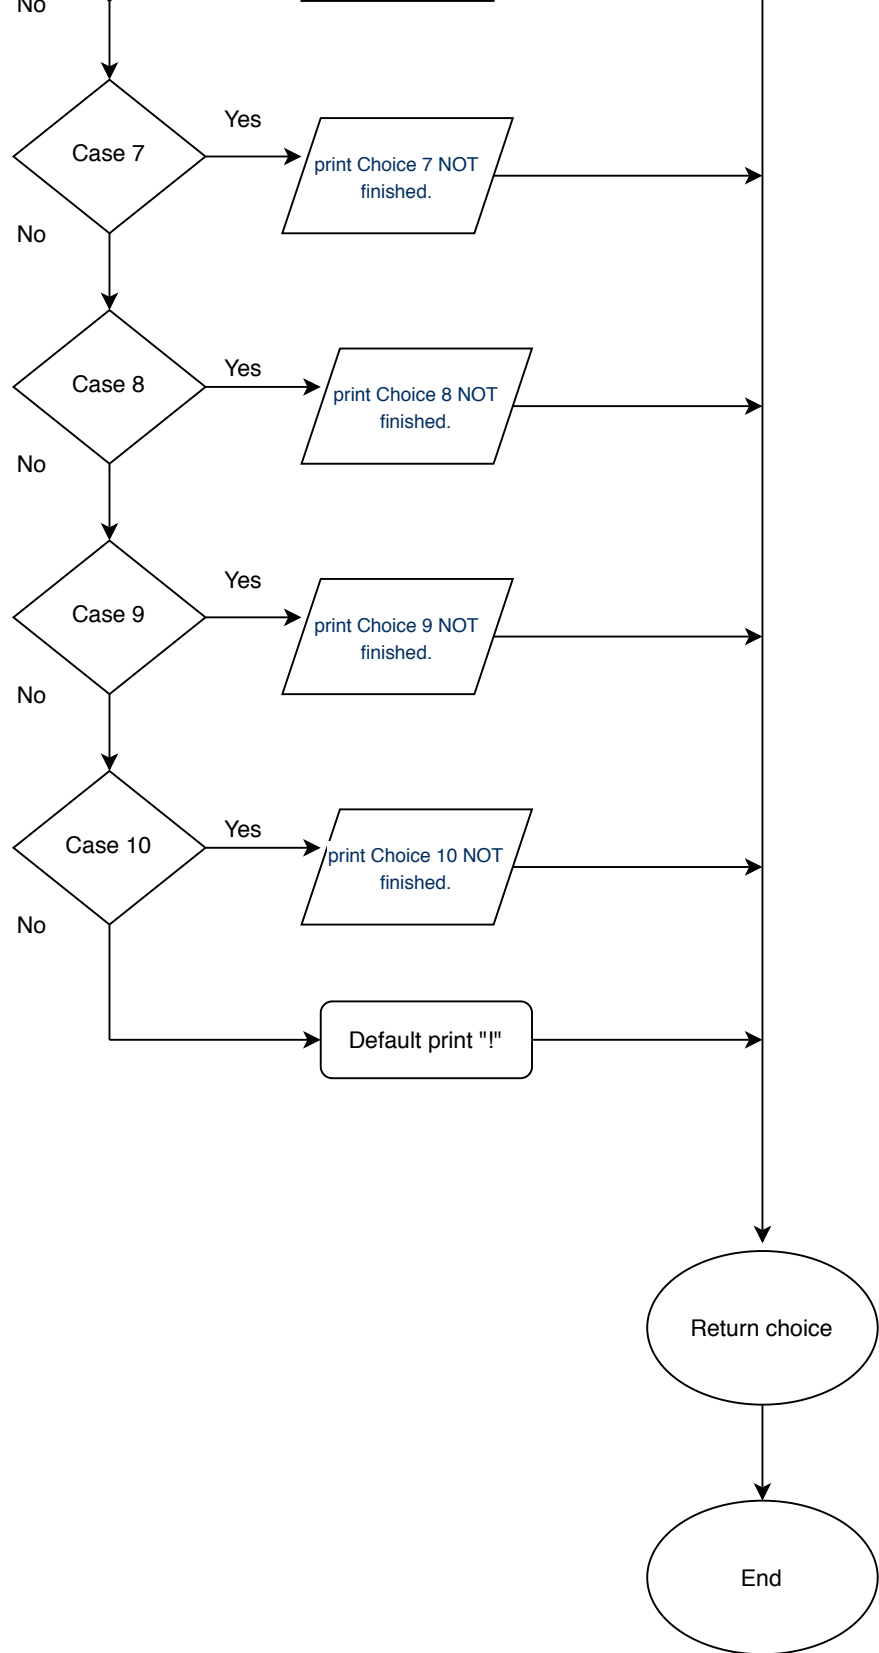 No
Yes
Case 7
print Choice 7 NOT
finished.
No
Yes
Case 8
print Choice 8 NOT
finished.
No
Yes
Case 9
print Choice 9 NOT
finished.
No
Yes
Case 10
print Choice 10 NOT
finished.
No
Default print "!"
Return choice
End